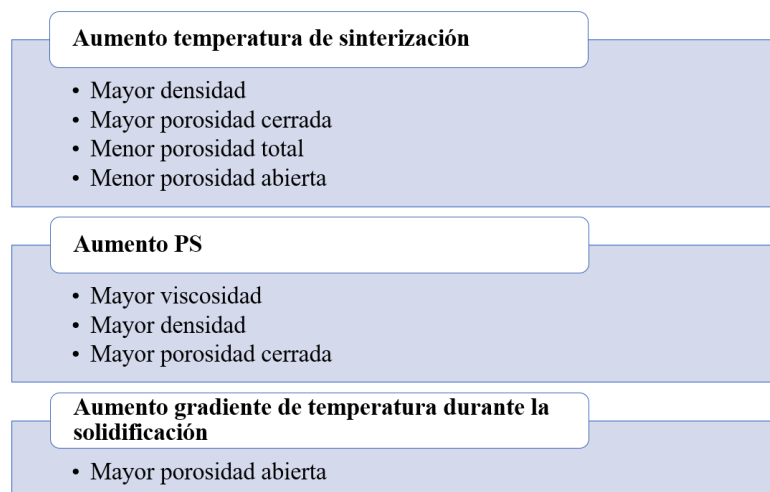 Aumento temperatura de sinterización
• Mayor densidad
• Mayor porosidad cerrada
• Menor porosidad total
• Menor porosidad abierta
Aumento PS
• Mayor viscosidad
• Mayor densidad
• Mayor porosidad cerrada
Aumento gradiente de temperatura durante la
solidificación
• Mayor porosidad abierta